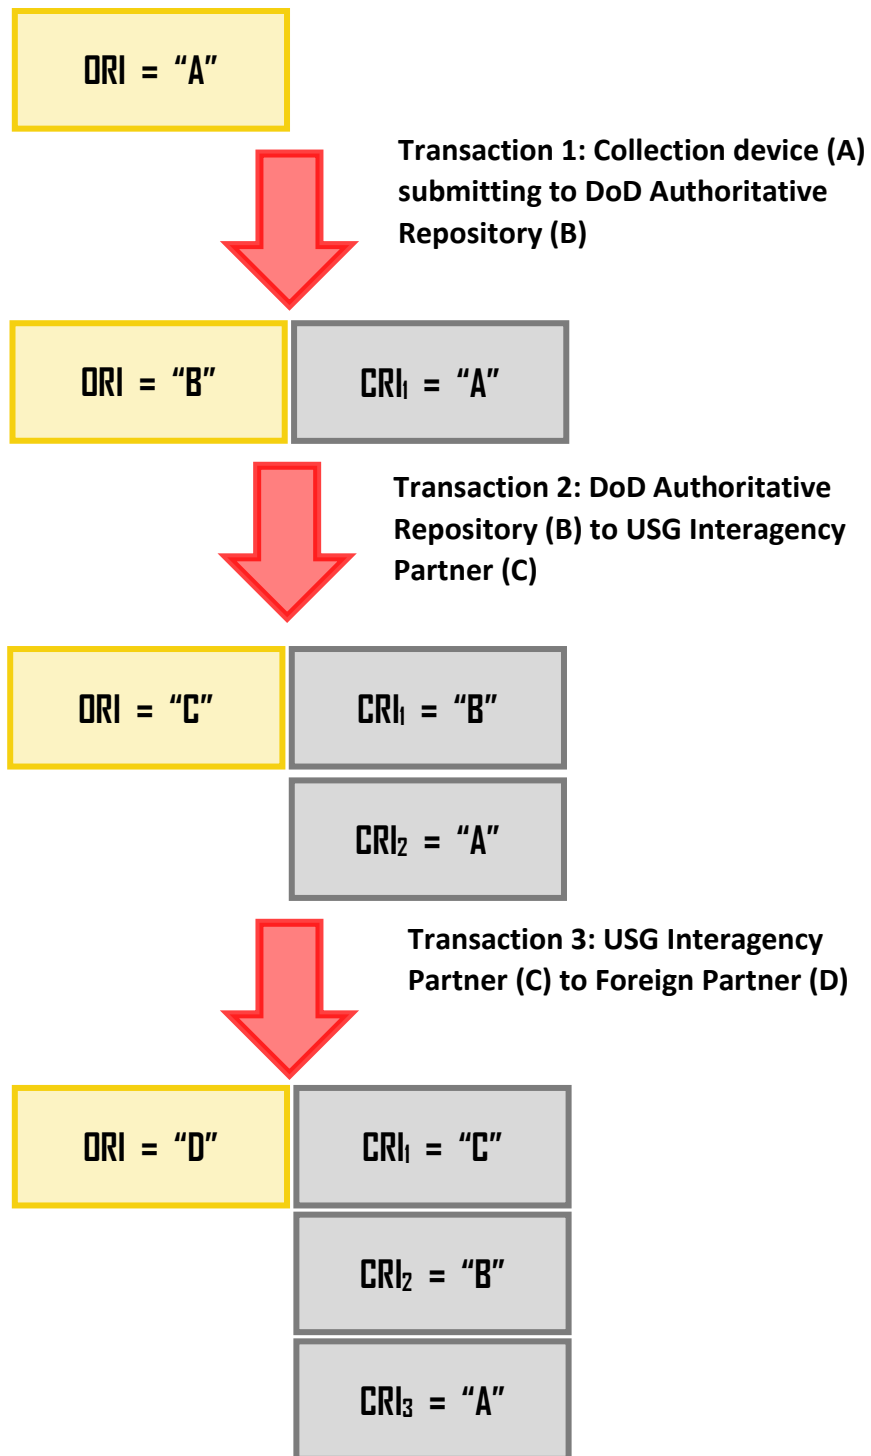 ORI = “A”
Transaction 1: Collection device (A)
submitting to DoD Authoritative
Repository (B)
ORI = “B”
CRI₁ = “A”
Transaction 2: DoD Authoritative
Repository (B) to USG Interagency
Partner (C)
ORI = “C”
CRI₁ = “B”
CRI₂ = “A”
Transaction 3: USG Interagency
Partner (C) to Foreign Partner (D)
ORI = “D”
CRI₁ = “C”
CRI₂ = “B”
CRI₃ = “A”